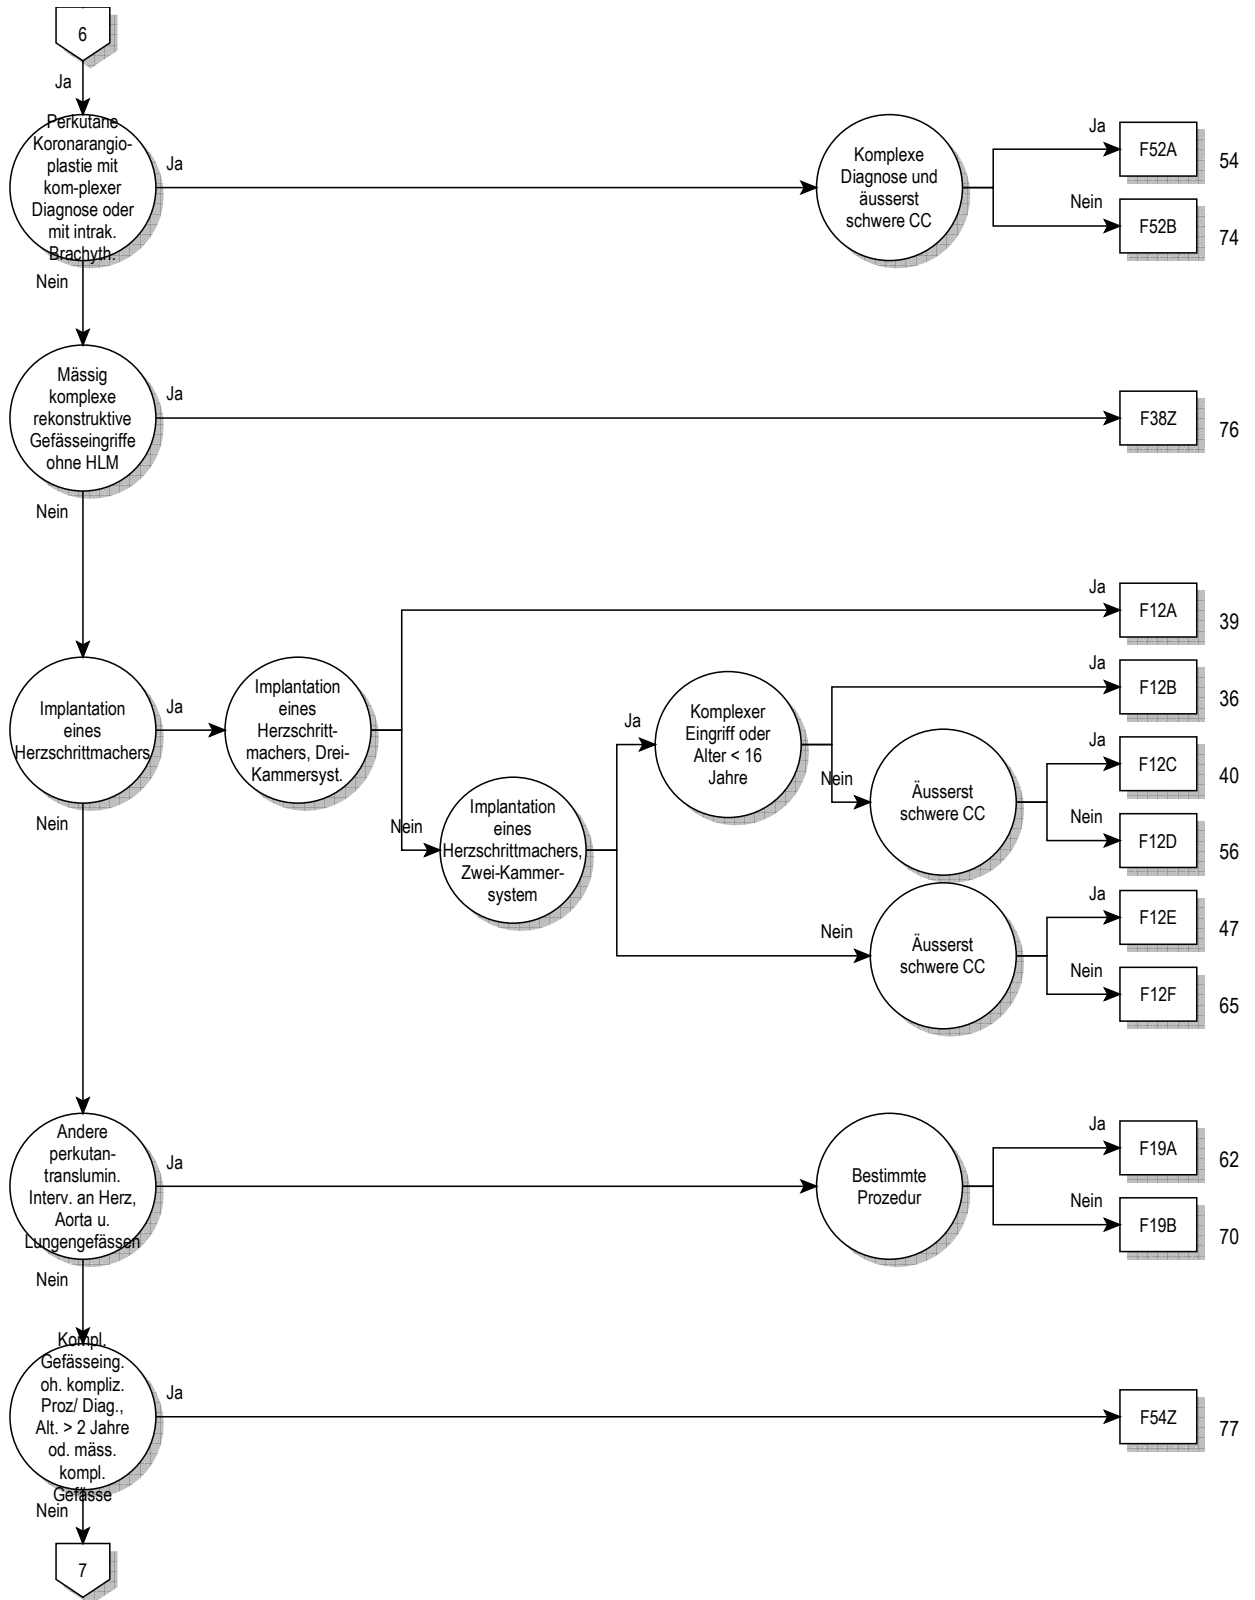 6
Ja
Perkutane
Koronarangio-
plastie mit
kom-plexer
Diagnose oder
mit intrak.
Brachyth.
Ja
Komplexe
Diagnose und
äusserst
schwere CC
Ja
F52A
54
Nein
F52B
74
Nein
Mässig
komplexe
rekonstruktive
Gefässeingriffe
ohne HLM
Ja
F38Z
76
Nein
Implantation
eines
Herzschrittmachers
Ja
Implantation
eines
Herzschritt-
machers, Drei-
Kammersyst.
Ja
F12A
39
Nein
Implantation
eines
Herzschrittmachers,
Zwei-Kammer-
system
Ja
Komplexer
Eingriff oder
Alter < 16
Jahre
Ja
F12B
36
Nein
Äusserst
schwere CC
Ja
F12C
40
Nein
F12D
56
Nein
Äusserst
schwere CC
Ja
F12E
47
Nein
F12F
65
Nein
Andere
perkutan-
translumin.
Interv. an Herz,
Aorta u.
Lungengefässen
Ja
Bestimmte
Prozedur
Ja
F19A
62
Nein
F19B
70
Nein
Kompl.
Gefässeing.
oh. kompliz.
Proz/ Diag.,
Alt. > 2 Jahre
od. mäss.
kompl.
Gefässe
Ja
F54Z
77
Nein
7